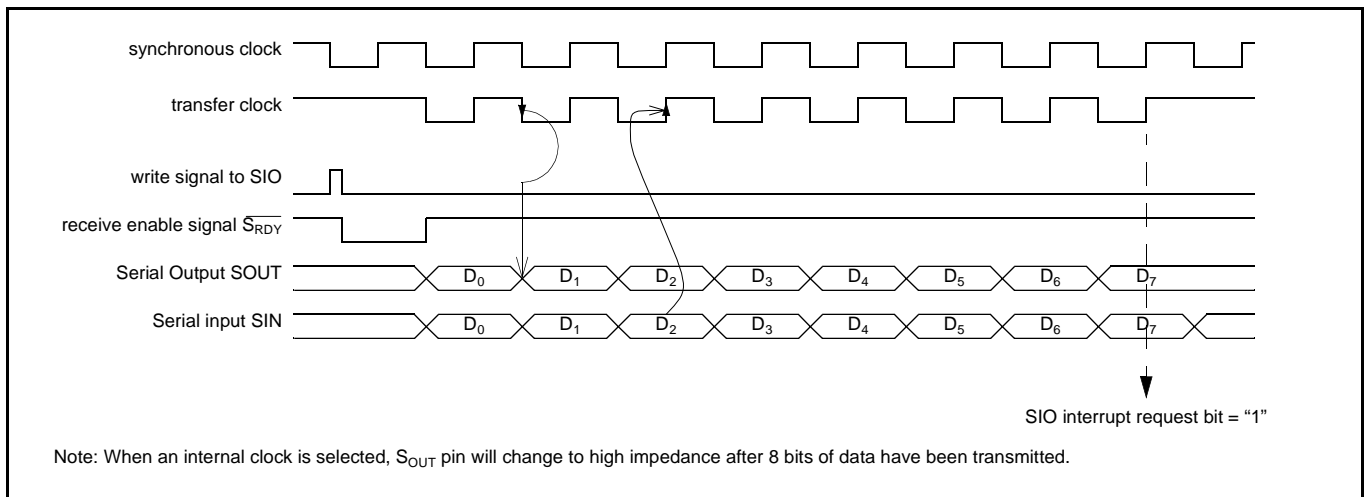 synchronous clock
transfer clock
write signal to SIO
receive enable signal SRDY
Serial Output SOUT D0 D1 D2 D3 D4 D5 D6 D7
Serial input SIN D0 D1 D2 D3 D4 D5 D6 D7
SIO interrupt request bit = “1”
Note: When an internal clock is selected, SOUT pin will change to high impedance after 8 bits of data have been transmitted.